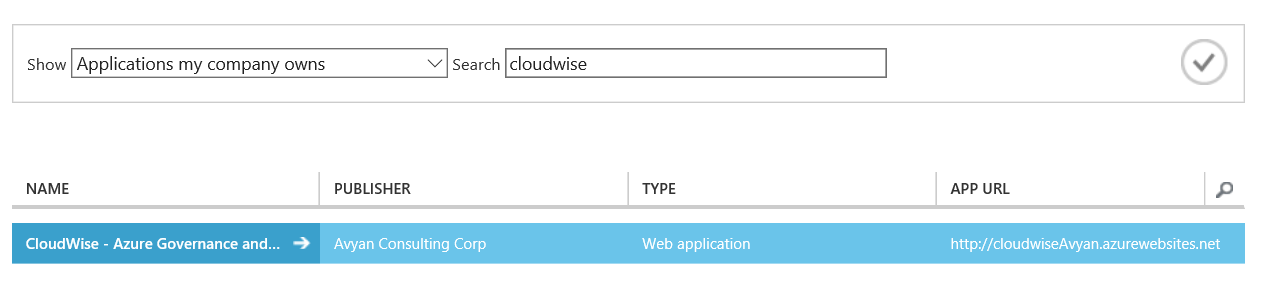 Show Applications my company owns Search cloudwise
NAME PUBLISHER TYPE APP URL
CloudWise - Azure Governance and... Avyan Consulting Corp Web application http://cloudwiseAvyan.azurewebsites.net